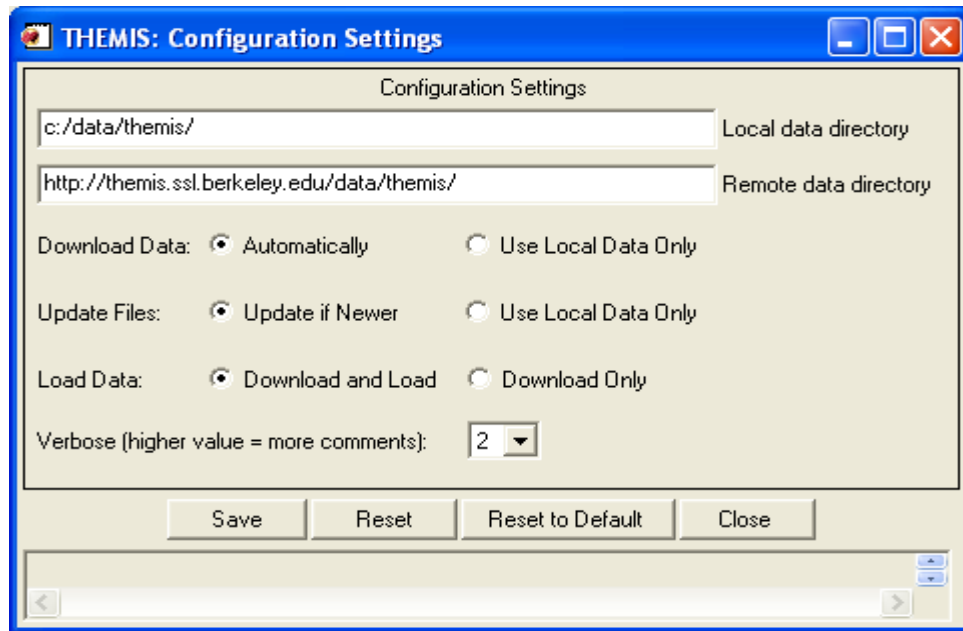 THEMIS: Configuration Settings
Configuration Settings
c:/data/themis/ Local data directory
http://themis.ssl.berkeley.edu/data/themis/ Remote data directory
Download Data: Automatically Use Local Data Only
Update Files: Update if Newer Use Local Data Only
Load Data: Download and Load Download Only
Verbose (higher value = more comments): 2
Save Reset Reset to Default Close